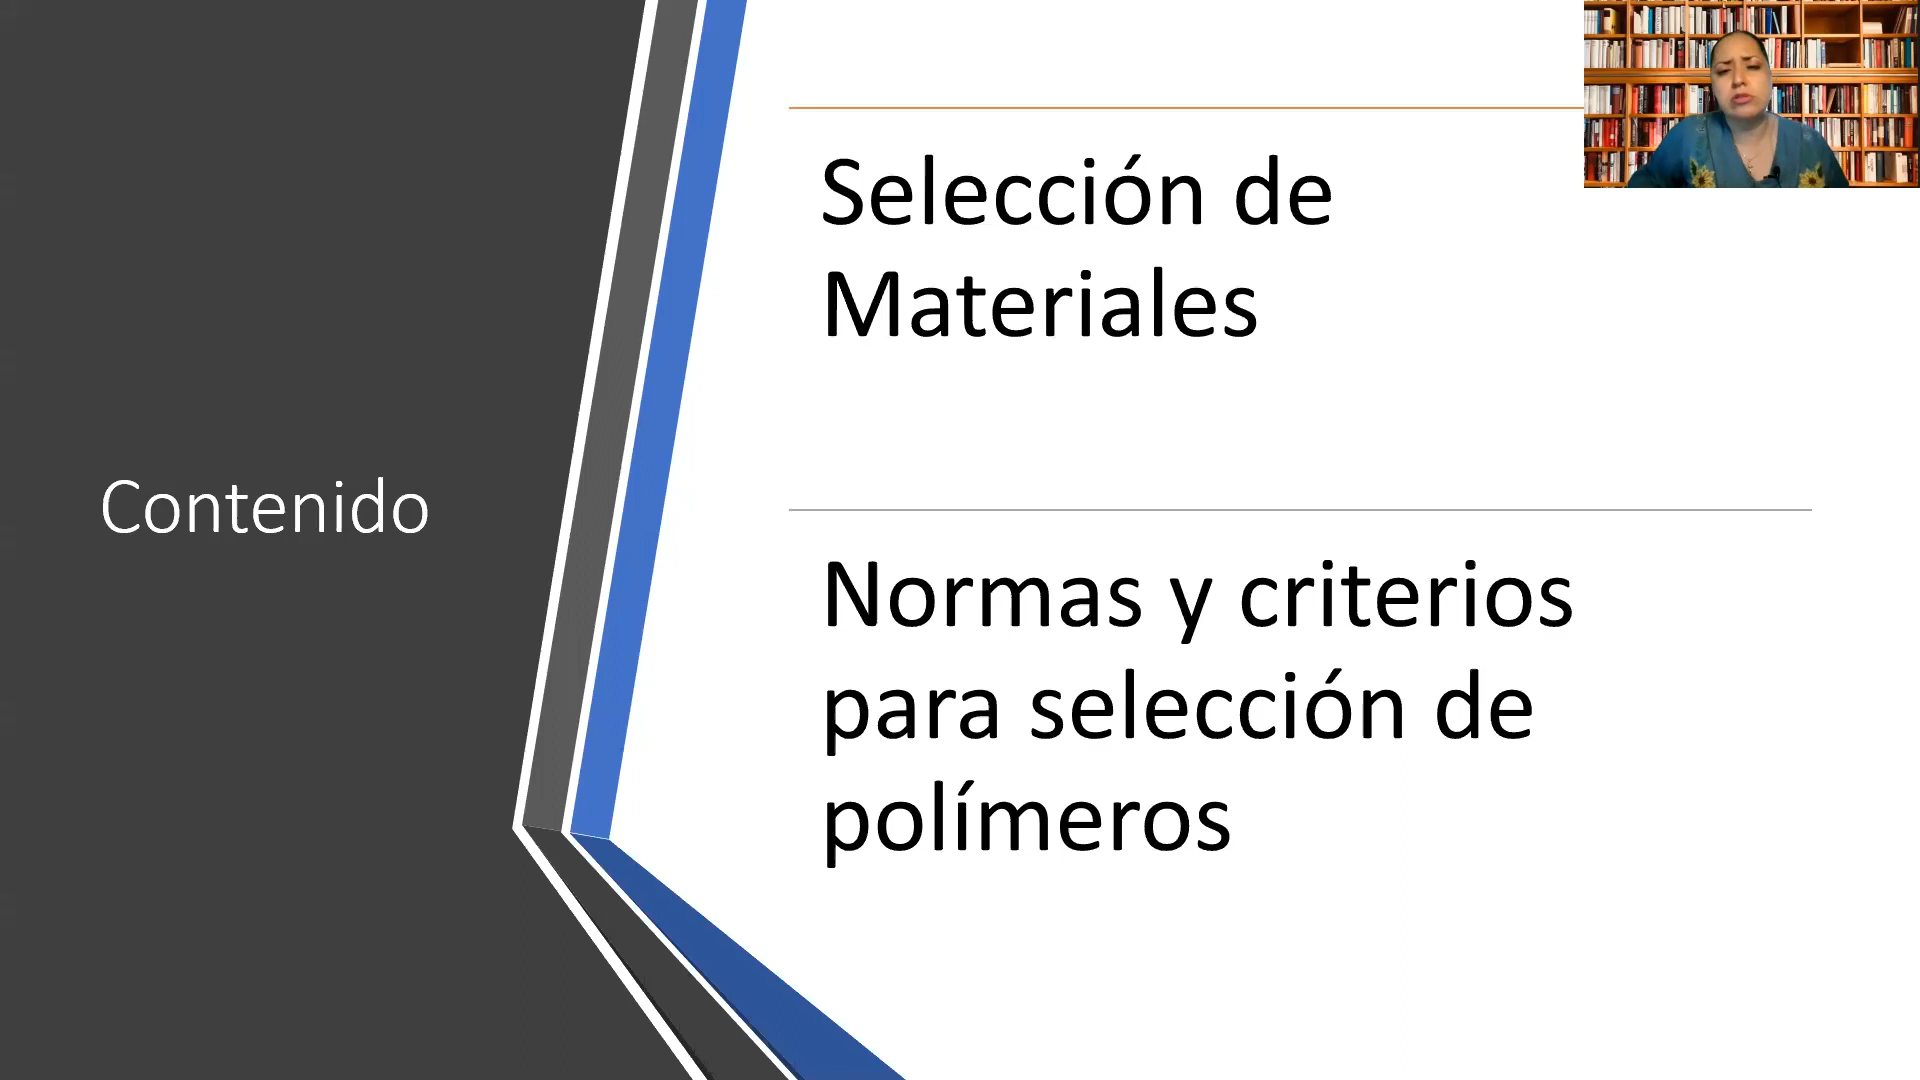 Contenido
Selección de
Materiales
Normas y criterios
para selección de
polímeros